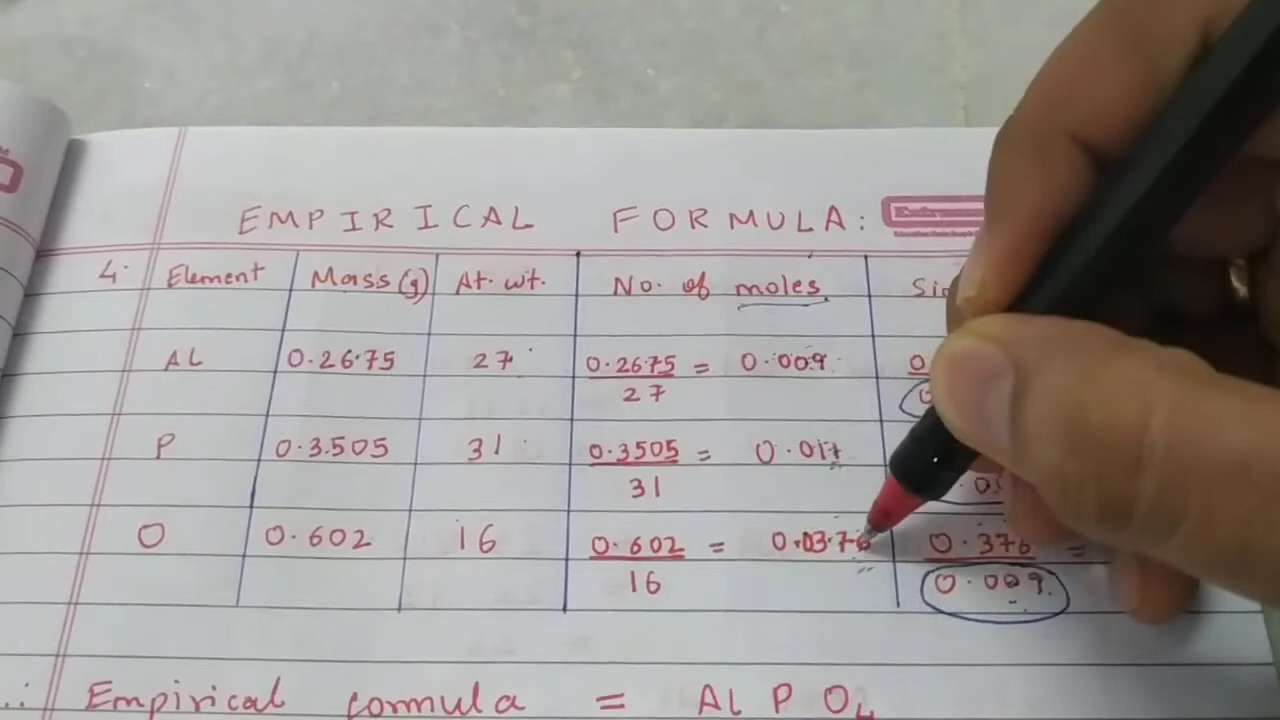 EMPIRICAL FORMULA:
4. Element Mass (g) At. wt. No. of moles
AL 0.2675 27 0.2675 = 0.009
27
P 0.3505 31 0.3505 = 0.017
31
O 0.602 16 0.602 = 0.0376 0.376 =
16 0.009
∴ Empirical formula = ALPO4